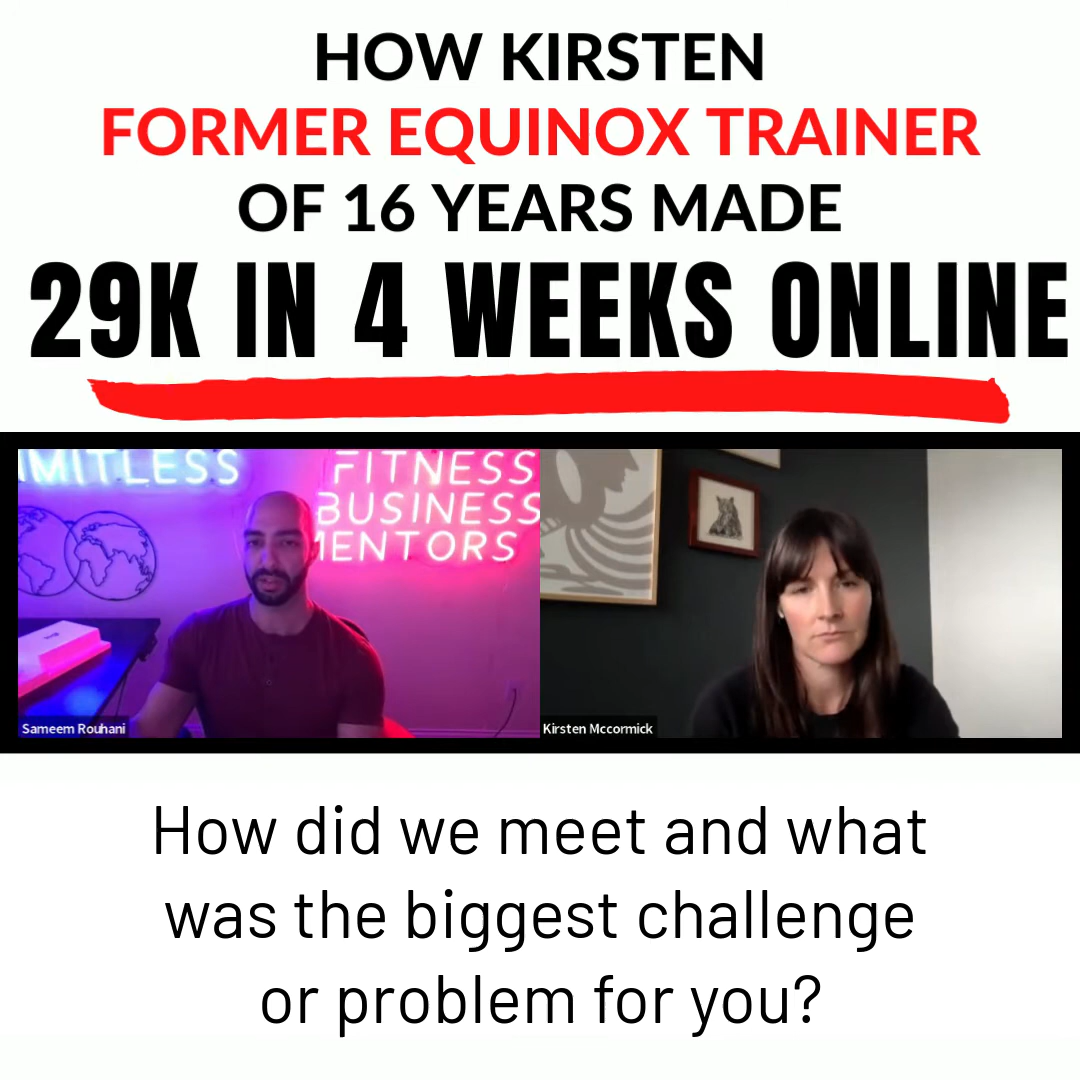 HOW KIRSTEN
FORMER EQUINOX TRAINER
OF 16 YEARS MADE
29K IN 4 WEEKS ONLINE
IMITLESS
FITNESS
BUSINESS
MENTORS
Sameem Rouhani
Kirsten Mccormick
How did we meet and what
was the biggest challenge
or problem for you?